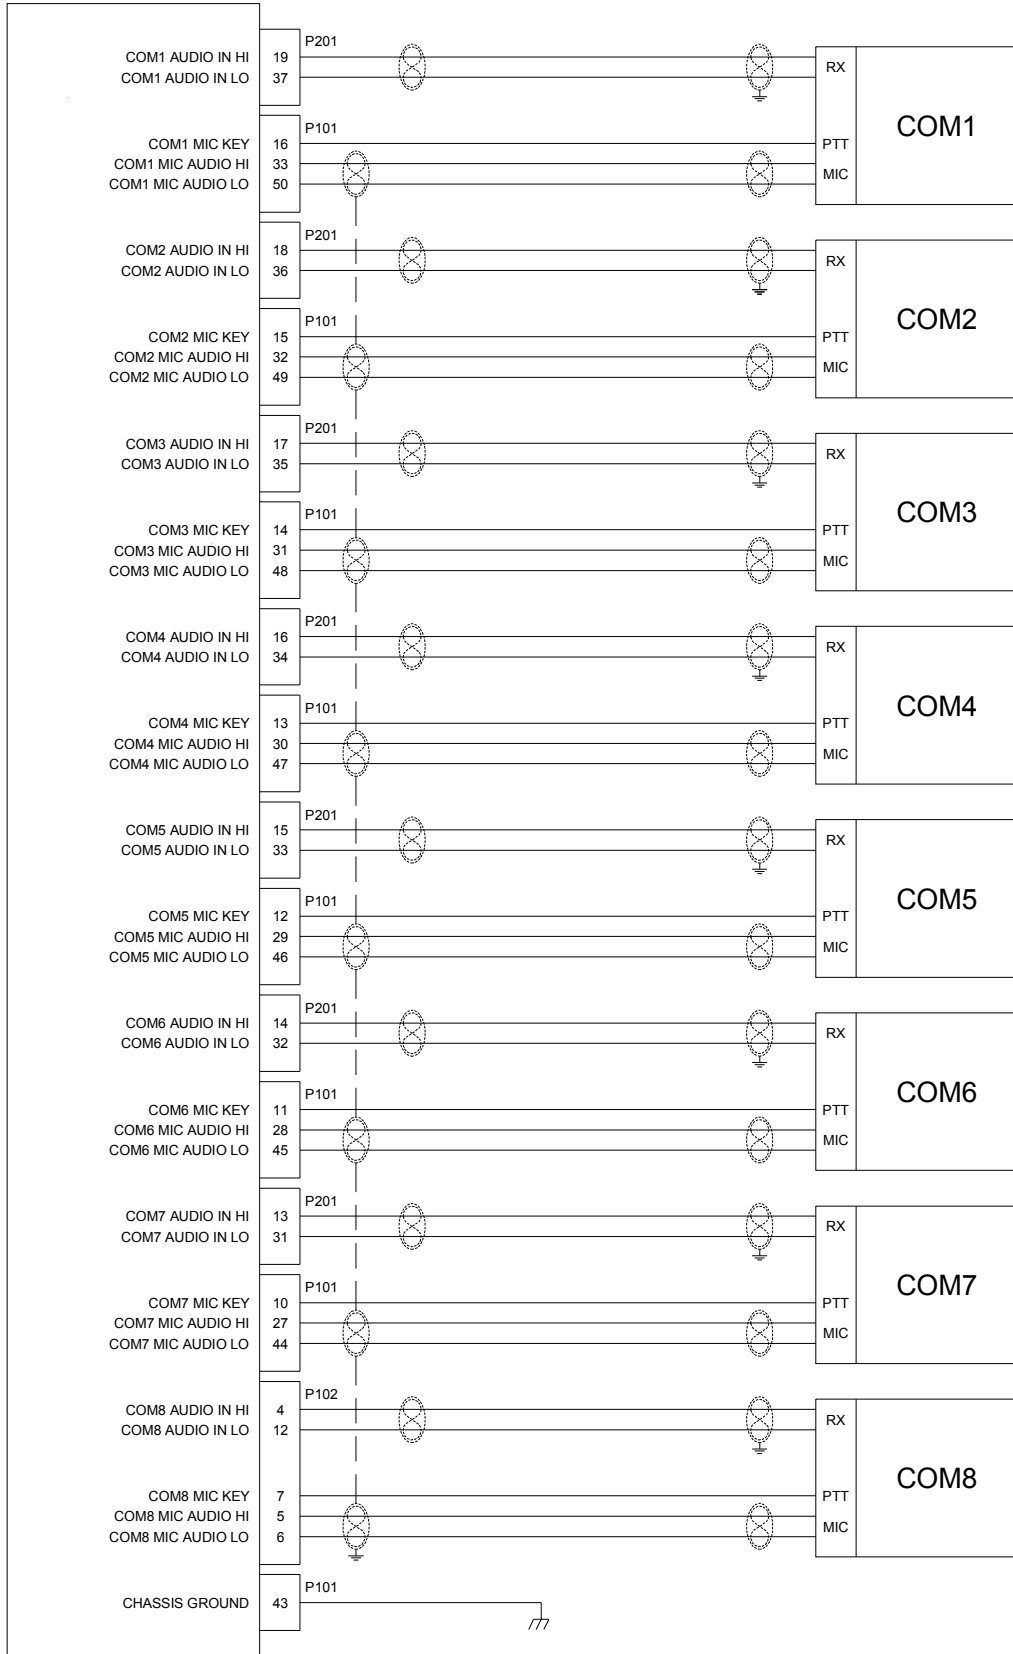 P201
COM1 AUDIO IN HI 19
COM1 AUDIO IN LO 37
RX
COM1
P101
COM1 MIC KEY 16 PTT
COM1 MIC AUDIO HI 33
MIC
COM1 MIC AUDIO LO 50
P201
COM2 AUDIO IN HI 18
COM2 AUDIO IN LO 36
RX
COM2
P101
COM2 MIC KEY 15 PTT
COM2 MIC AUDIO HI 32
MIC
COM2 MIC AUDIO LO 49
P201
COM3 AUDIO IN HI 17
COM3 AUDIO IN LO 35
RX
COM3
P101
COM3 MIC KEY 14 PTT
COM3 MIC AUDIO HI 31
MIC
COM3 MIC AUDIO LO 48
P201
COM4 AUDIO IN HI 16
COM4 AUDIO IN LO 34
RX
COM4
P101
COM4 MIC KEY 13 PTT
COM4 MIC AUDIO HI 30
MIC
COM4 MIC AUDIO LO 47
P201
COM5 AUDIO IN HI 15
COM5 AUDIO IN LO 33
RX
COM5
P101
COM5 MIC KEY 12 PTT
COM5 MIC AUDIO HI 29
MIC
COM5 MIC AUDIO LO 46
P201
COM6 AUDIO IN HI 14
COM6 AUDIO IN LO 32
RX
COM6
P101
COM6 MIC KEY 11 PTT
COM6 MIC AUDIO HI 28
MIC
COM6 MIC AUDIO LO 45
P201
COM7 AUDIO IN HI 13
COM7 AUDIO IN LO 31
RX
COM7
P101
COM7 MIC KEY 10 PTT
COM7 MIC AUDIO HI 27
MIC
COM7 MIC AUDIO LO 44
P102
COM8 AUDIO IN HI 4
COM8 AUDIO IN LO 12
RX
COM8
COM8 MIC KEY 7 PTT
COM8 MIC AUDIO HI 5
MIC
COM8 MIC AUDIO LO 6
P101
CHASSIS GROUND 43